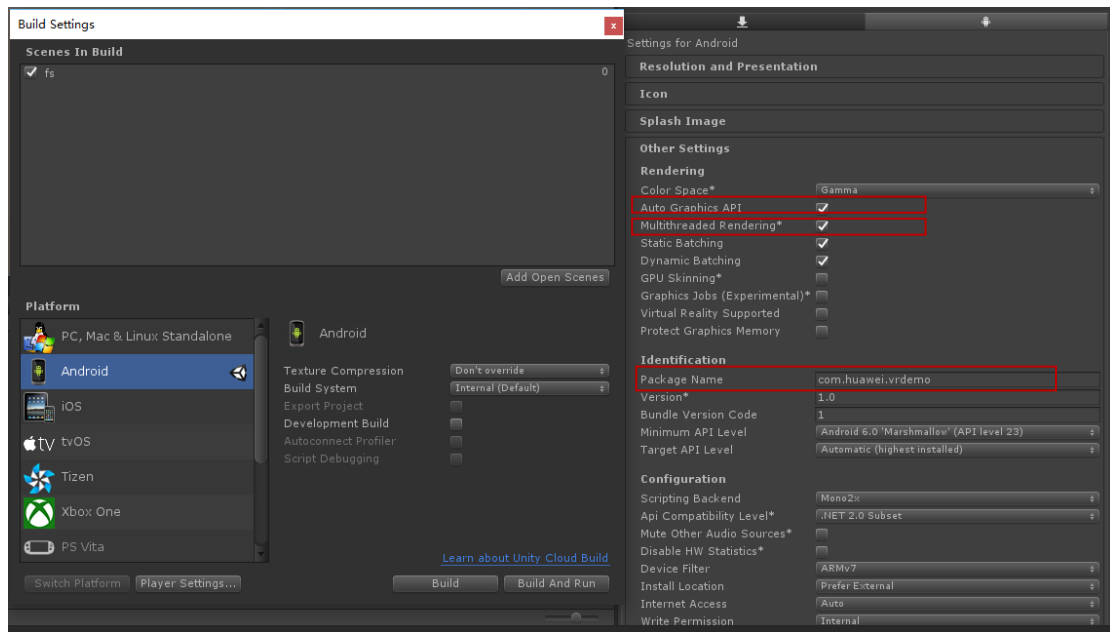 Build Settings
x
Scenes In Build
fs 0
Add Open Scenes
Platform
PC, Mac & Linux Standalone
Android
iOS
tv tvOS
Tizen
Xbox One
PS Vita
Android
Texture Compression Don't override
Build System Internal (Default)
Export Project
Development Build
Autoconnect Profiler
Script Debugging
Learn about Unity Cloud Build
Switch Platform Player Settings... Build Build And Run
Settings for Android
Resolution and Presentation
Icon
Splash Image
Other Settings
Rendering
Color Space* Gamma
Auto Graphics API
Multithreaded Rendering*
Static Batching
Dynamic Batching
GPU Skinning*
Graphics Jobs (Experimental)*
Virtual Reality Supported
Protect Graphics Memory
Identification
Package Name com.huawei.vrdemo
Version* 1.0
Bundle Version Code 1
Minimum API Level Android 6.0 'Marshmallow' (API level 23)
Target API Level Automatic (highest installed)
Configuration
Scripting Backend Mono2x
Api Compatibility Level* .NET 2.0 Subset
Mute Other Audio Sources*
Disable HW Statistics*
Device Filter ARMv7
Install Location Prefer External
Internet Access Auto
Write Permission Internal